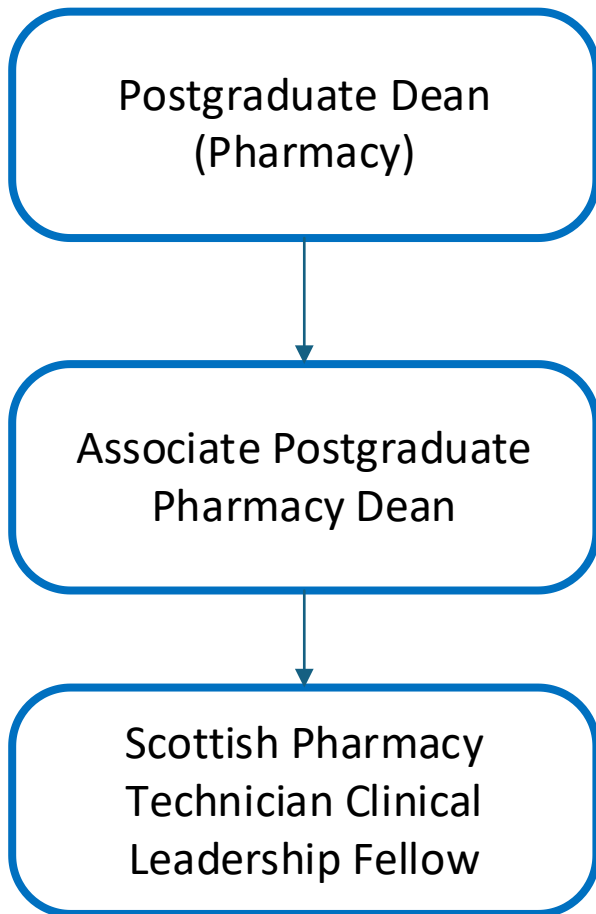 Postgraduate Dean
(Pharmacy)
Associate Postgraduate
Pharmacy Dean
Scottish Pharmacy
Technician Clinical
Leadership Fellow